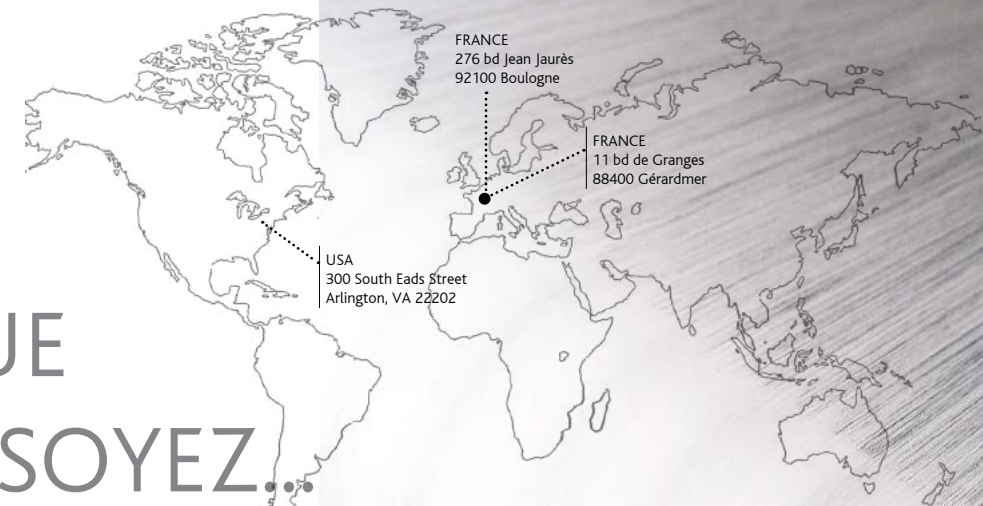 FRANCE
276 bd Jean Jaurès
92100 Boulogne
FRANCE
11 bd de Granges
88400 Gérardmer
USA
300 South Eads Street
Arlington, VA 22202
UE
SOYEZ...